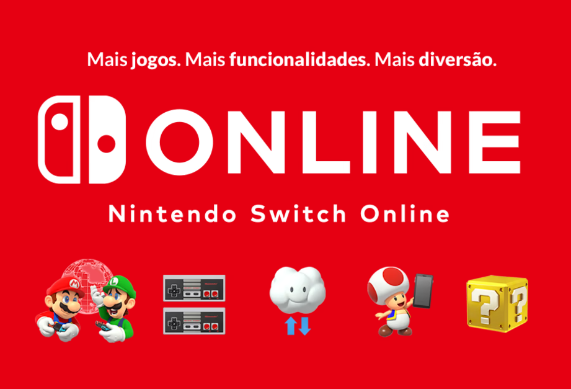 Mais jogos. Mais funcionalidades. Mais diversão.
ONLINE
Nintendo Switch Online
? ?